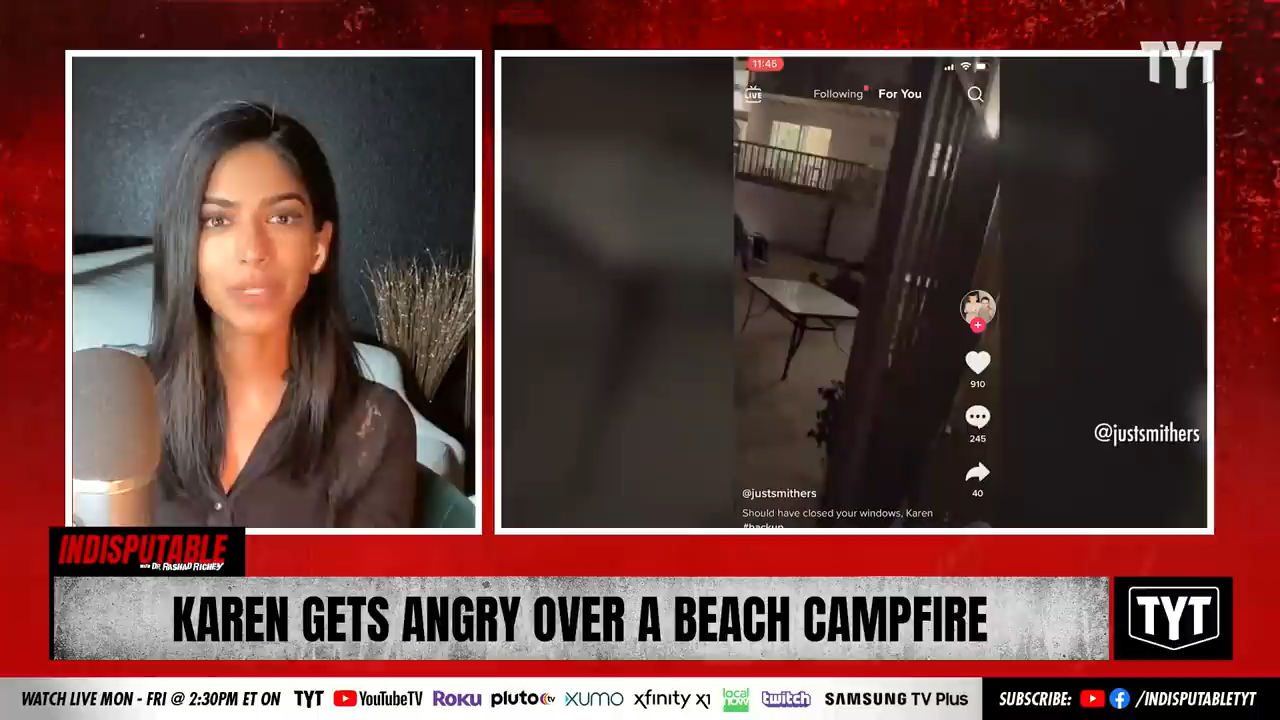 TYT
11:45
LIVE
Following
For You
910
245
40
@justsmithers
@justsmithers
Should have closed your windows, Karen
#backup
INDISPUTABLE
WITH DR. RASHAD RICHEY
KAREN GETS ANGRY OVER A BEACH CAMPFIRE
TYT
WATCH LIVE MON - FRI @ 2:30PM ET ON TYT YouTubeTV ROKU pluto tv XUMO xfinity x1 local now twitch SAMSUNG TV Plus
SUBSCRIBE: /INDISPUTABLETYT